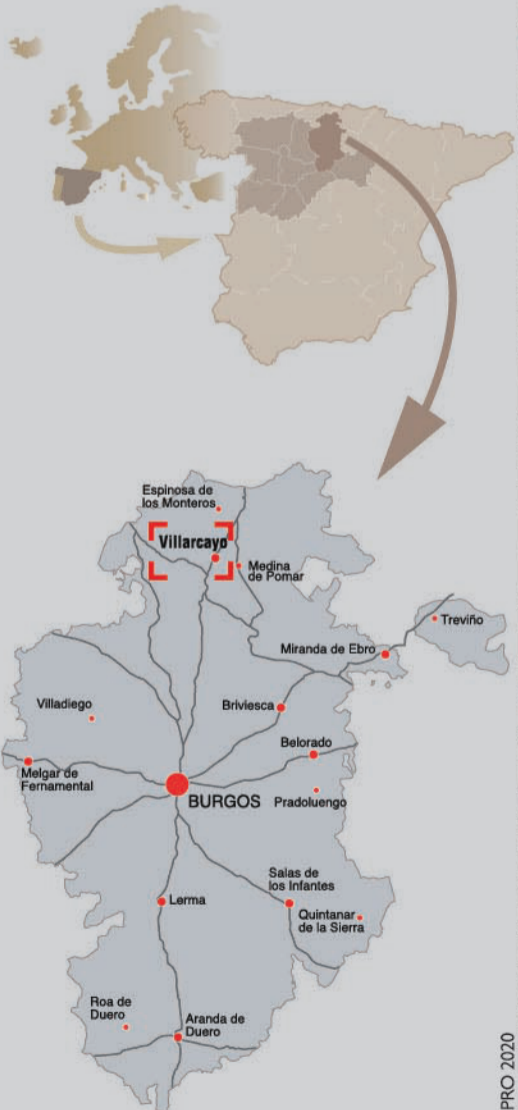 Espinosa de
los Monteros
Villarcayo
Medina
de Pomar
Treviño
Miranda de Ebro
Villadiego
Briviesca
Belorado
Melgar de
Fernamental
BURGOS
Pradoluengo
Salas de
los Infantes
Lerma
Quintanar
de la Sierra
Roa de
Duero
Aranda de
Duero
PRO 2020